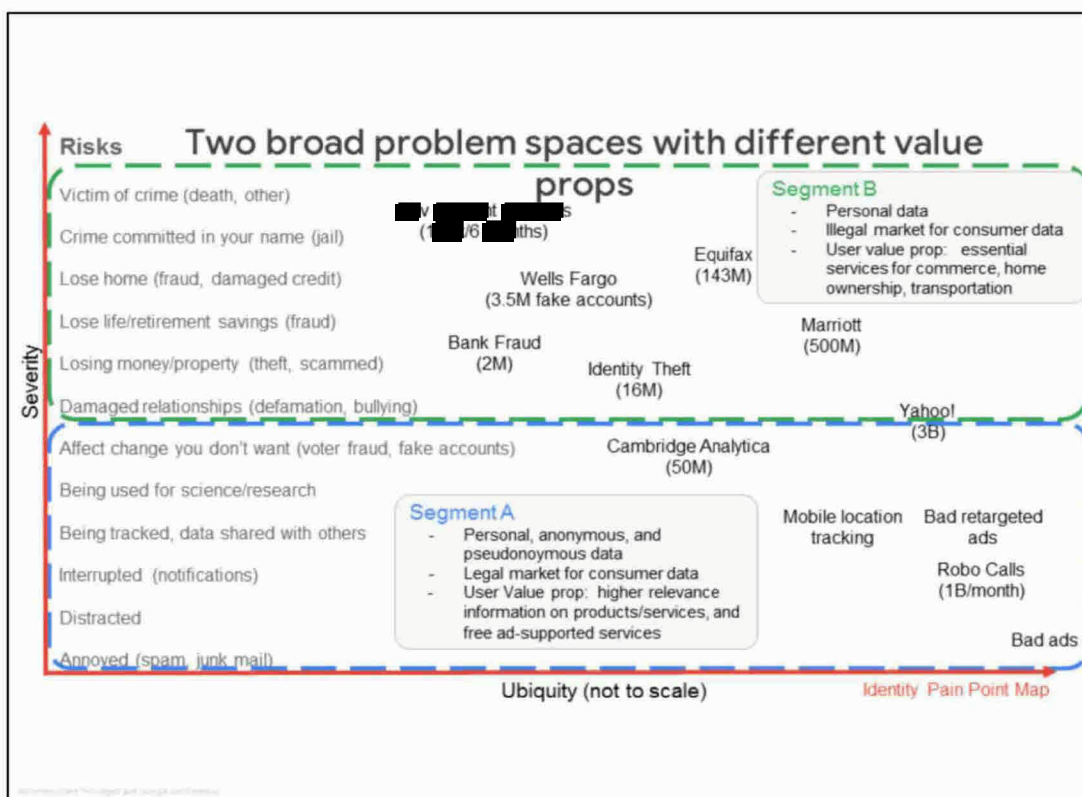 Two broad problem spaces with different value
props
Risks
Severity
Victim of crime (death, other)
Crime committed in your name (jail)
Lose home (fraud, damaged credit)
Lose life/retirement savings (fraud)
Losing money/property (theft, scammed)
Damaged relationships (defamation, bullying)
Affect change you don't want (voter fraud, fake accounts)
Being used for science/research
Being tracked, data shared with others
Interrupted (notifications)
Distracted
Annoyed (spam, junk mail)
Equifax
(143M)
Wells Fargo
(3.5M fake accounts)
Bank Fraud
(2M)
Identity Theft
(16M)
Marriott
(500M)
Yahoo!
(3B)
Segment B
- Personal data
- Illegal market for consumer data
- User value prop: essential
services for commerce, home
ownership, transportation
Cambridge Analytica
(50M)
Segment A
- Personal, anonymous, and
pseudonoymous data
- Legal market for consumer data
- User Value prop: higher relevance
information on products/services, and
free ad-supported services
Mobile location
tracking
Bad retargeted
ads
Robo Calls
(1B/month)
Bad ads
Ubiquity (not to scale)
Identity Pain Point Map